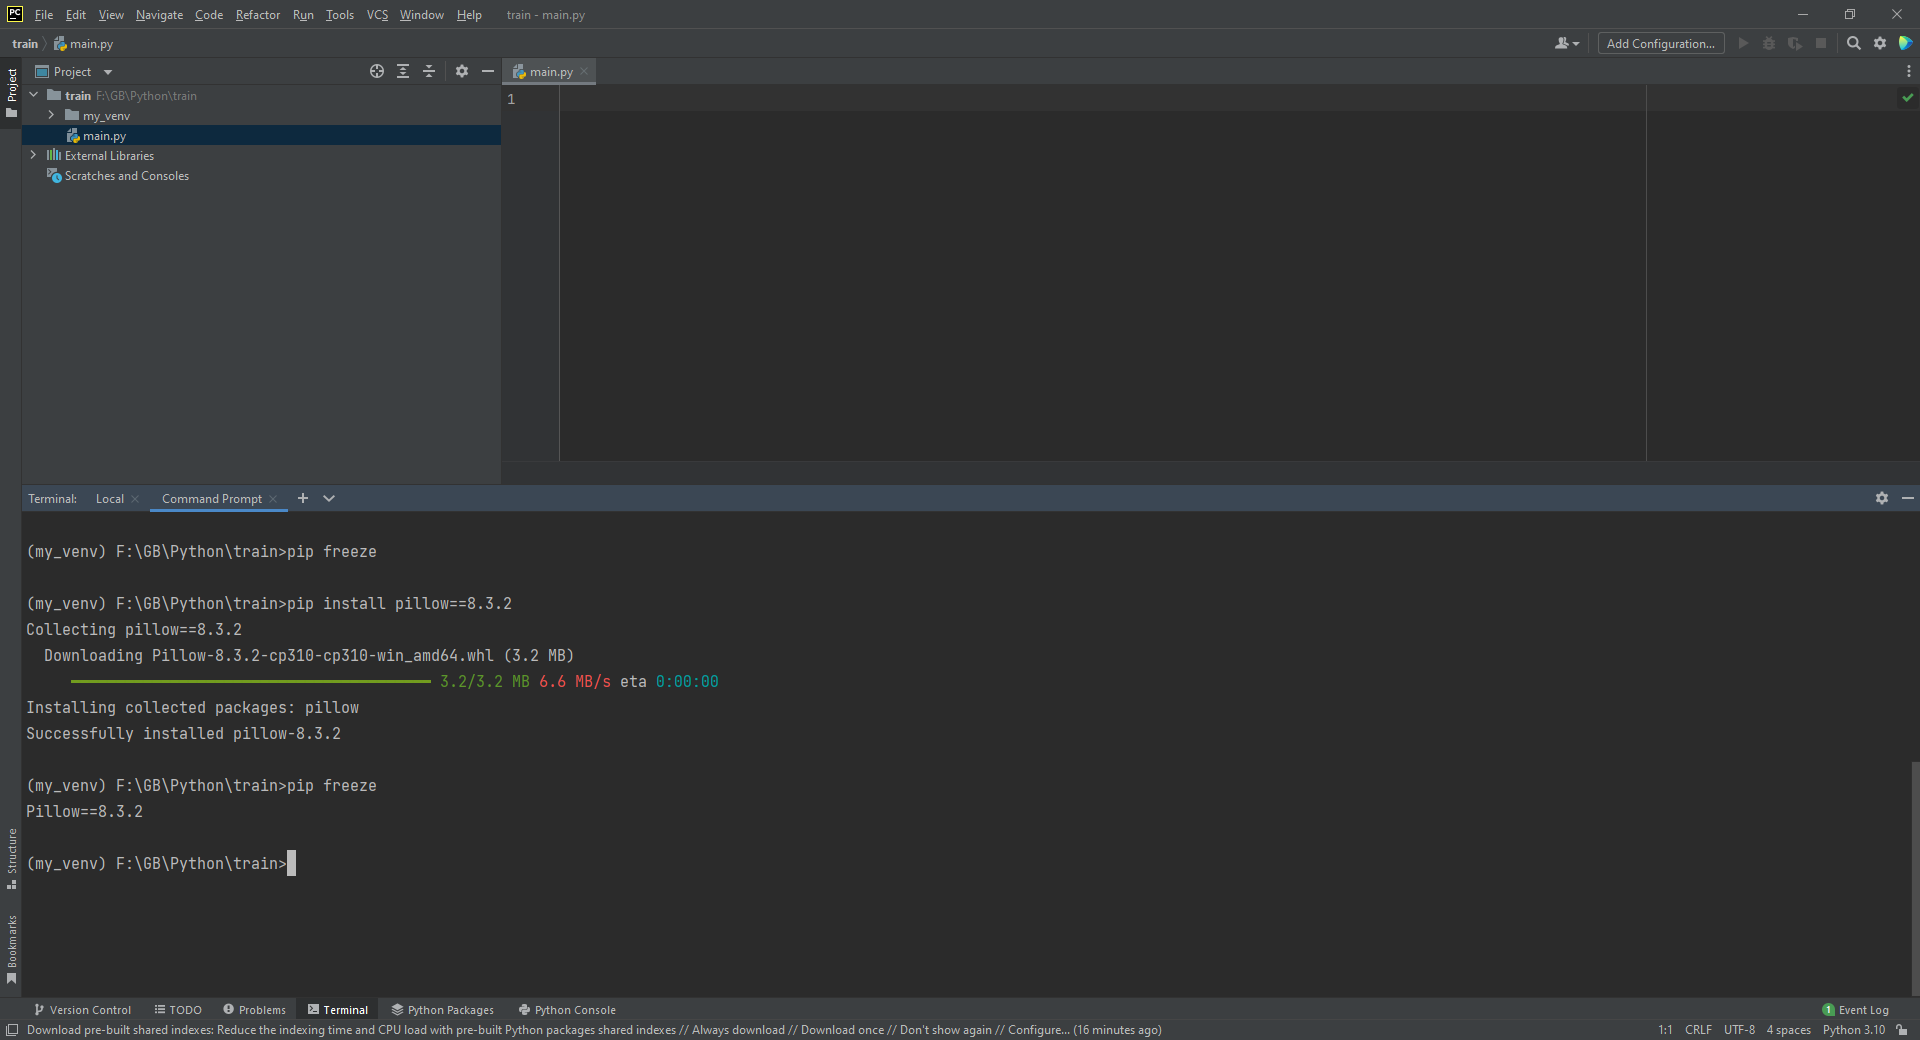 PC File Edit View Navigate Code Refactor Run Tools VCS Window Help train - main.py
train main.py Add Configuration...
Project
Project
main.py
train F:\GB\Python\train
my_venv
main.py
External Libraries
Scratches and Consoles
1
Terminal: Local Command Prompt
(my_venv) F:\GB\Python\train>pip freeze
(my_venv) F:\GB\Python\train>pip install pillow==8.3.2
Collecting pillow==8.3.2
Downloading Pillow-8.3.2-cp310-cp310-win_amd64.whl (3.2 MB)
3.2/3.2 MB 6.6 MB/s eta 0:00:00
Installing collected packages: pillow
Successfully installed pillow-8.3.2
(my_venv) F:\GB\Python\train>pip freeze
Pillow==8.3.2
(my_venv) F:\GB\Python\train>
Structure
Bookmarks
Version Control TODO Problems Terminal Python Packages Python Console 1 Event Log
Download pre-built shared indexes: Reduce the indexing time and CPU load with pre-built Python packages shared indexes // Always download // Download once // Don't show again // Configure... (16 minutes ago) 1:1 CRLF UTF-8 4 spaces Python 3.10